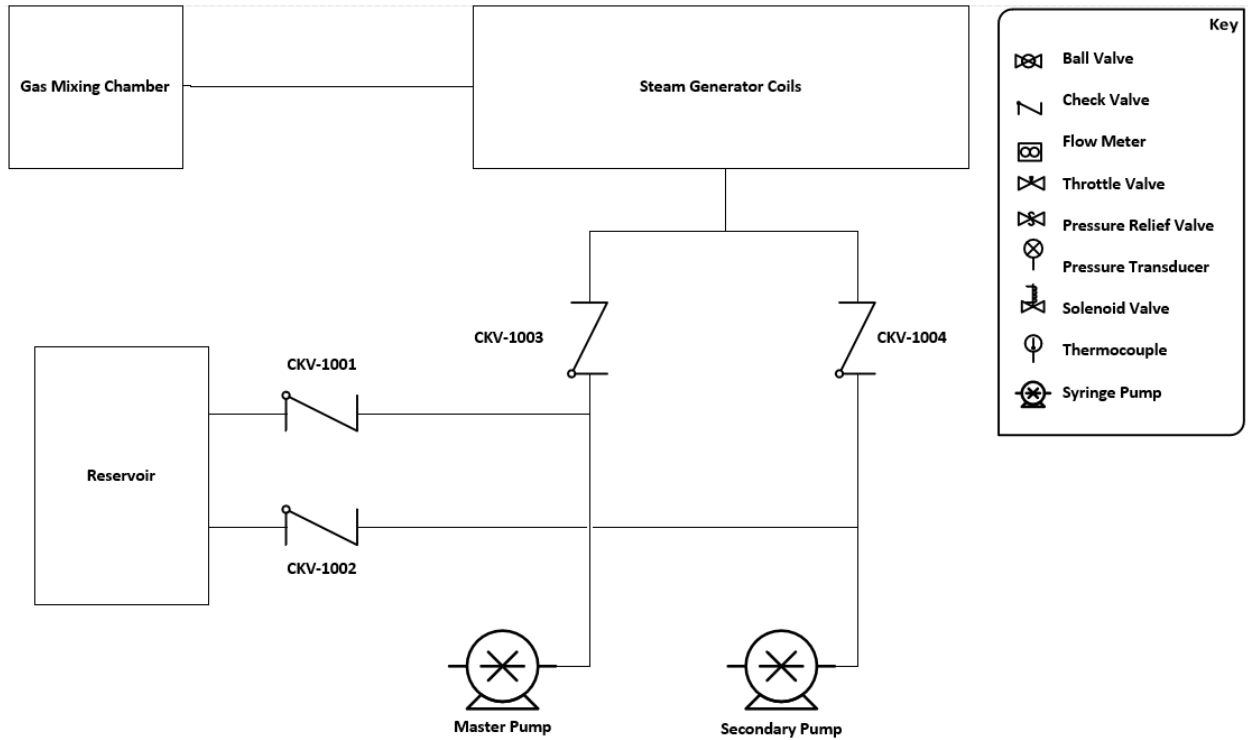 Gas Mixing Chamber
Steam Generator Coils
Key
Ball Valve
Check Valve
Flow Meter
Throttle Valve
Pressure Relief Valve
Pressure Transducer
Solenoid Valve
Thermocouple
Syringe Pump
CKV-1003
CKV-1004
CKV-1001
Reservoir
CKV-1002
Master Pump
Secondary Pump